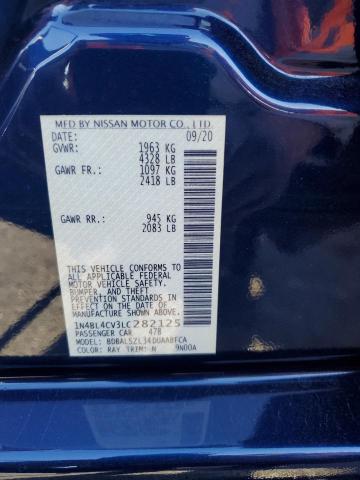 MFD BY NISSAN MOTOR CO., LTD.
DATE: 09/20
GVWR: 1963 KG
4328 LB
GAWR FR: 1097 KG
2418 LB
GAWR RR: 945 KG
2083 LB
THIS VEHICLE CONFORMS TO
ALL APPLICABLE FEDERAL
MOTOR VEHICLE SAFETY,
BUMPER, AND THEFT
PREVENTION STANDARDS
IN EFFECT ON THE DATE OF
MANUFACTURE SHOWN ABOVE.
1N4BL4CV3LC282125
PASSENGER CAR 478
MODEL: BDBALSZL34DUAABFCA
COLOR: RAY TRIM: N 9N00A